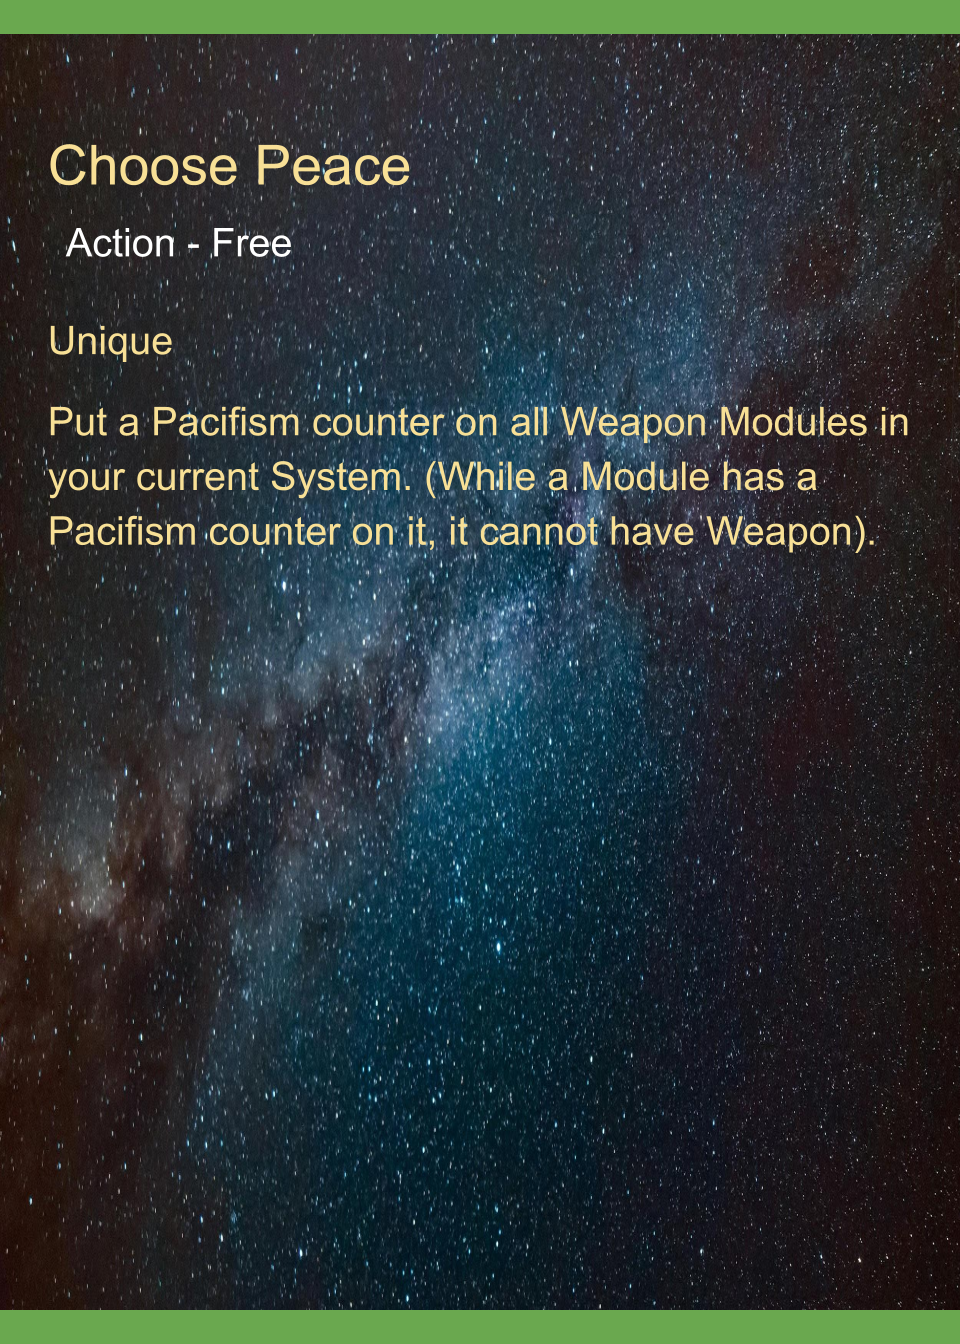 Choose Peace
Action - Free
Unique
Put a Pacifism counter on all Weapon Modules in
your current System. (While a Module has a
Pacifism counter on it, it cannot have Weapon).